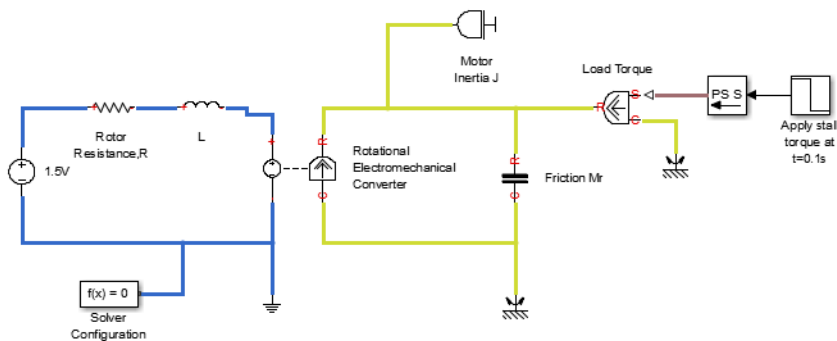 Motor
Inertia J
Load Torque
R
S
C
PS S
Apply stall
torque at
t=0.1s
+
+
Rotor
Resistance,R
L
+
R
C
Rotational
Electromechanical
Converter
R
C
Friction Mr
1.5V
f(x) = 0
Solver
Configuration